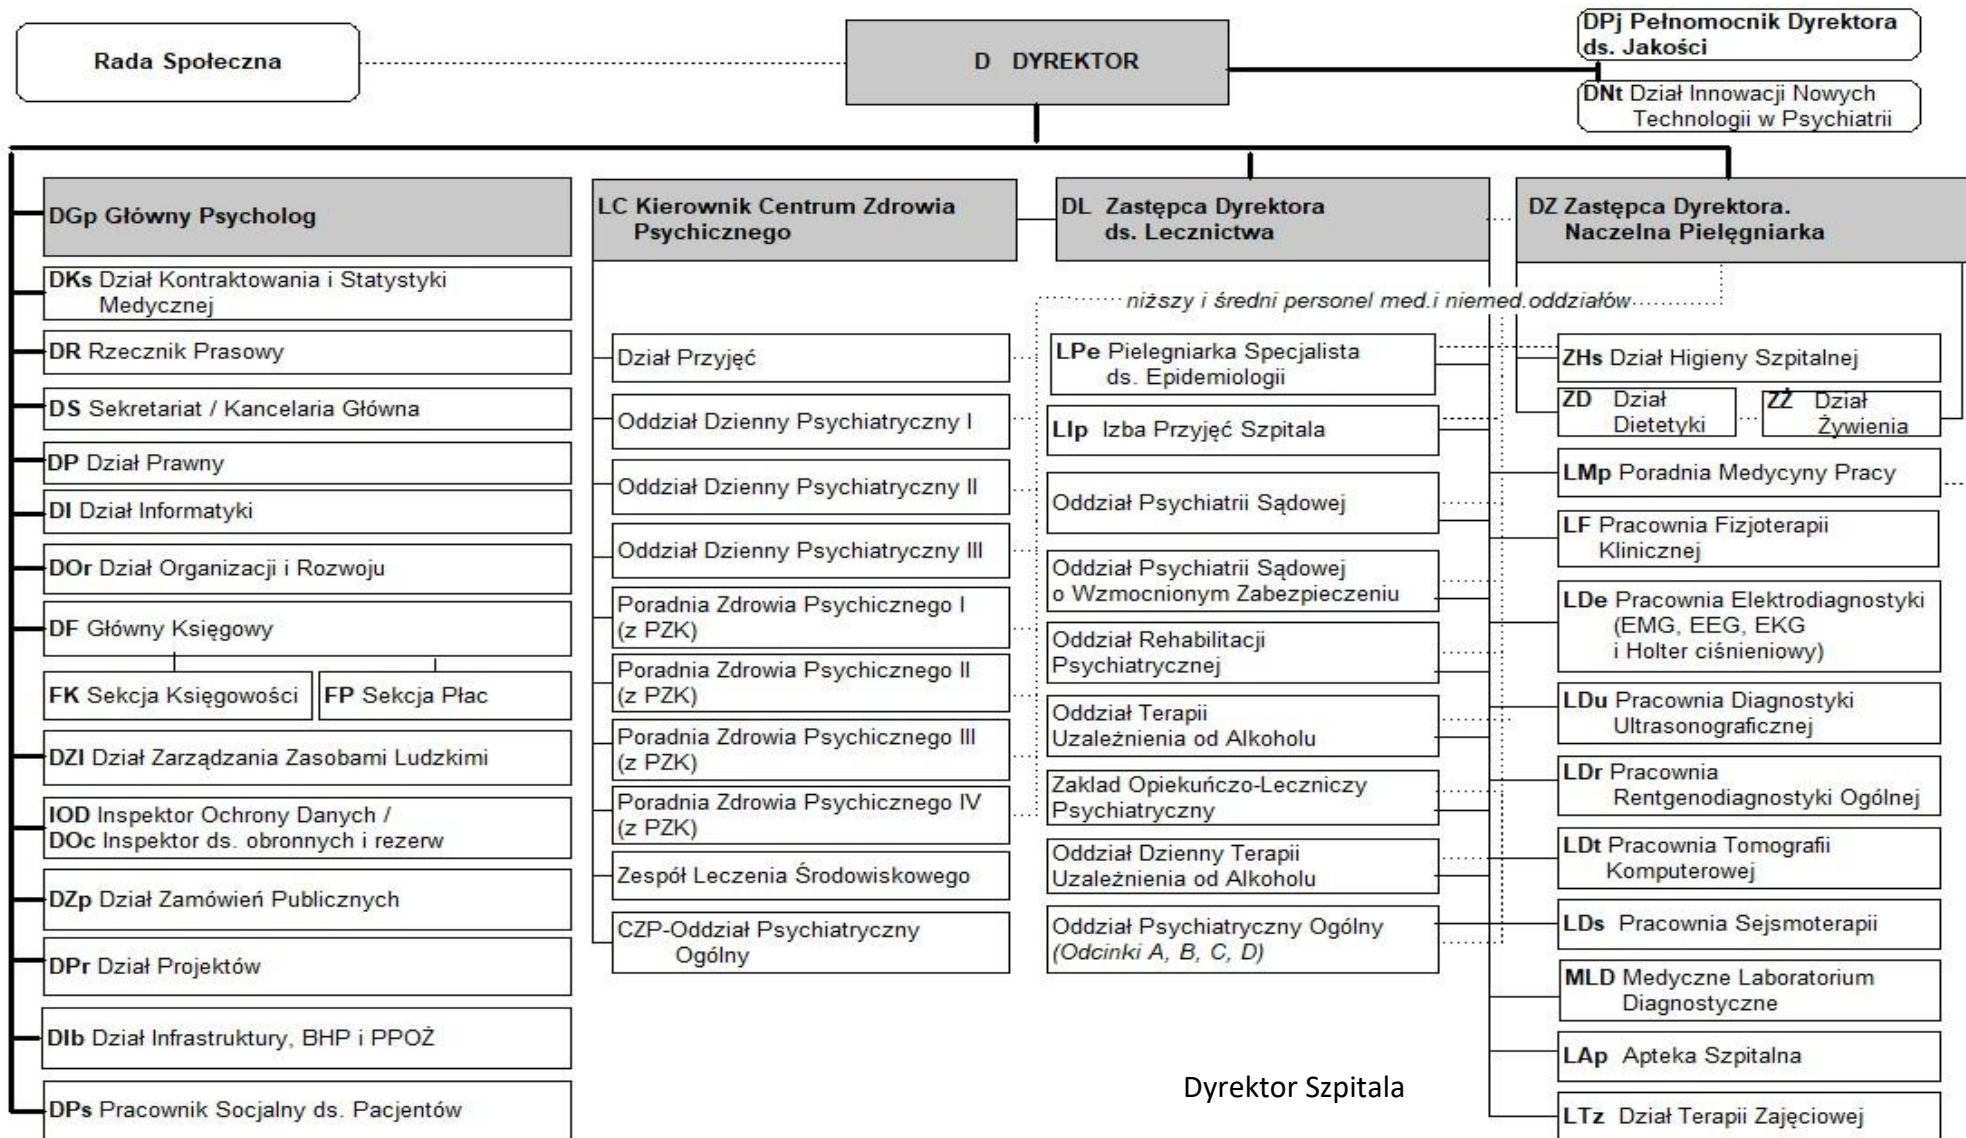 Rada Społeczna
D DYREKTOR
DPj Pełnomocnik Dyrektora
ds. Jakości
DNt Dział Innowacji Nowych
Technologii w Psychiatrii
DGp Główny Psycholog
DKs Dział Kontraktowania i Statystyki
Medycznej
DR Rzecznik Prasowy
DS Sekretariat / Kancelaria Główna
DP Dział Prawny
DI Dział Informatyki
DOr Dział Organizacji i Rozwoju
DF Główny Księgowy
FK Sekcja Księgowości
FP Sekcja Płac
DZI Dział Zarządzania Zasobami Ludzkimi
IOD Inspektor Ochrony Danych /
DOc Inspektor ds. obronnych i rezerw
DZp Dział Zamówień Publicznych
DPr Dział Projektów
DIb Dział Infrastruktury, BHP i PPOŻ
DPs Pracownik Socjalny ds. Pacjentów
LC Kierownik Centrum Zdrowia
Psychicznego
Dział Przyjęć
Oddział Dzienny Psychiatryczny I
Oddział Dzienny Psychiatryczny II
Oddział Dzienny Psychiatryczny III
Poradnia Zdrowia Psychicznego I
(z PZK)
Poradnia Zdrowia Psychicznego II
(z PZK)
Poradnia Zdrowia Psychicznego III
(z PZK)
Poradnia Zdrowia Psychicznego IV
(z PZK)
Zespół Leczenia Środowiskowego
CZP-Oddział Psychiatryczny
Ogólny
DL Zastępca Dyrektora
ds. Lecznictwa
niższy i średni personel med.i niemed.oddziałów
LPe Pielegniarka Specjalista
ds. Epidemiologii
LIp Izba Przyjęć Szpitala
Oddział Psychiatrii Sądowej
Oddział Psychiatrii Sądowej
o Wzmocnionym Zabezpieczeniu
Oddział Rehabilitacji
Psychiatrycznej
Oddział Terapii
Uzależnienia od Alkoholu
Zaklad Opiekuńczo-Leczniczy
Psychiatryczny
Oddział Dzienny Terapii
Uzależnienia od Alkoholu
Oddział Psychiatryczny Ogólny
(Odcinki A, B, C, D)
Dyrektor Szpitala
DZ Zastępca Dyrektora.
Naczelna Pielęgniarka
ZHs Dział Higieny Szpitalnej
ZD Dział
Dietetyki
ZŻ Dział
Żywienia
LMp Poradnia Medycyny Pracy
LF Pracownia Fizjoterapii
Klinicznej
LDe Pracownia Elektrodiagnostyki
(EMG, EEG, EKG
i Holter ciśnieniowy)
LDu Pracownia Diagnostyki
Ultrasonograficznej
LDr Pracownia
Rentgenodiagnostyki Ogólnej
LDt Pracownia Tomografii
Komputerowej
LDs Pracownia Sejsmoterapii
MLD Medyczne Laboratorium
Diagnostyczne
LAp Apteka Szpitalna
LTz Dział Terapii Zajęciowej